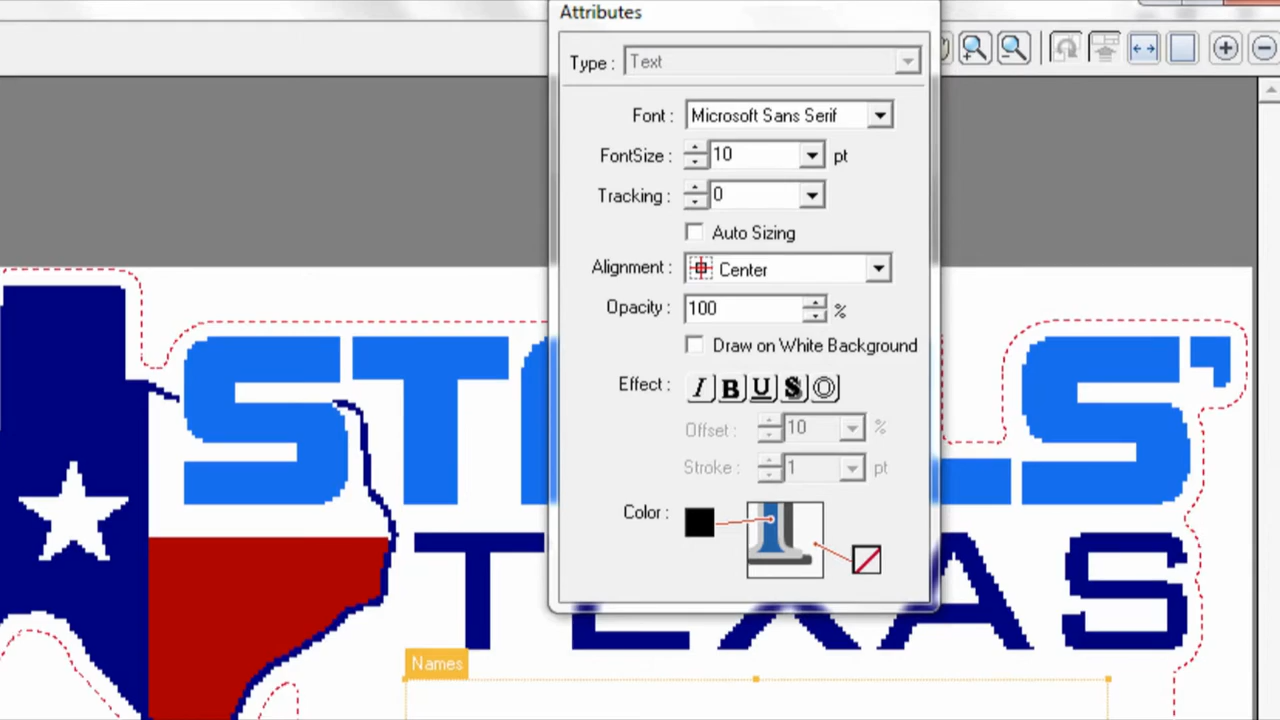 Attributes
Type : Text
Font : Microsoft Sans Serif
FontSize : 10 pt
Tracking : 0
Auto Sizing
Alignment : Center
Opacity : 100 %
Draw on White Background
Effect : I B U S O
Offset : 10 %
Stroke : 1 pt
Color :
TEXAS
Names